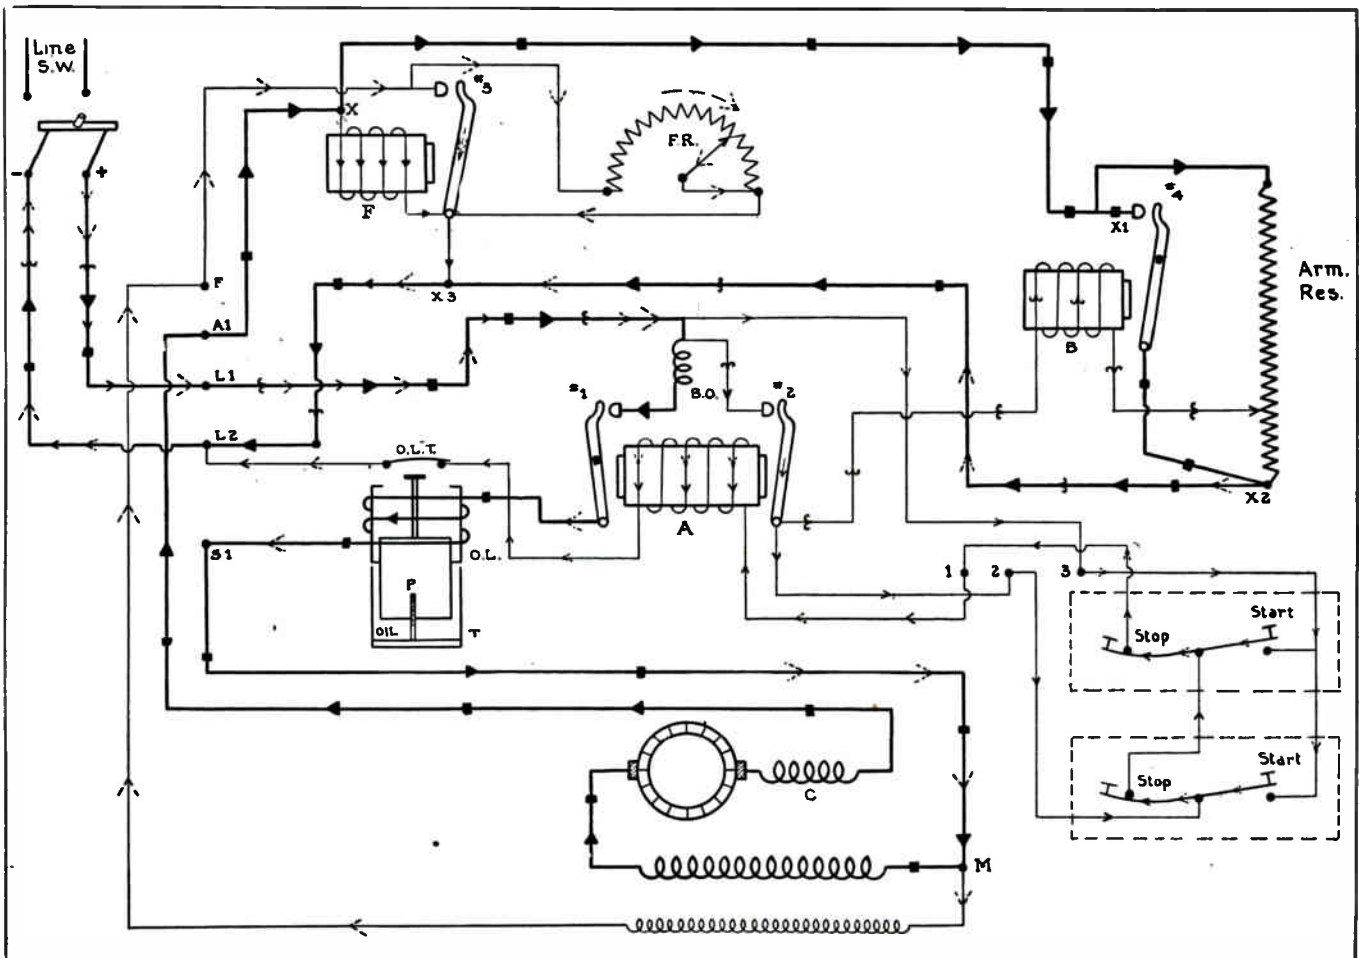 Line
S.W.
-
+
X
#3
F
F.R.
X3
F
A1
L1
L2
#1
B.O.
#2
A
O.L.T.
O.L.
P
OIL
T
S1
#4
X1
B
Arm.
Res.
X2
1
2
3
Start
Stop
Start
Stop
C
M